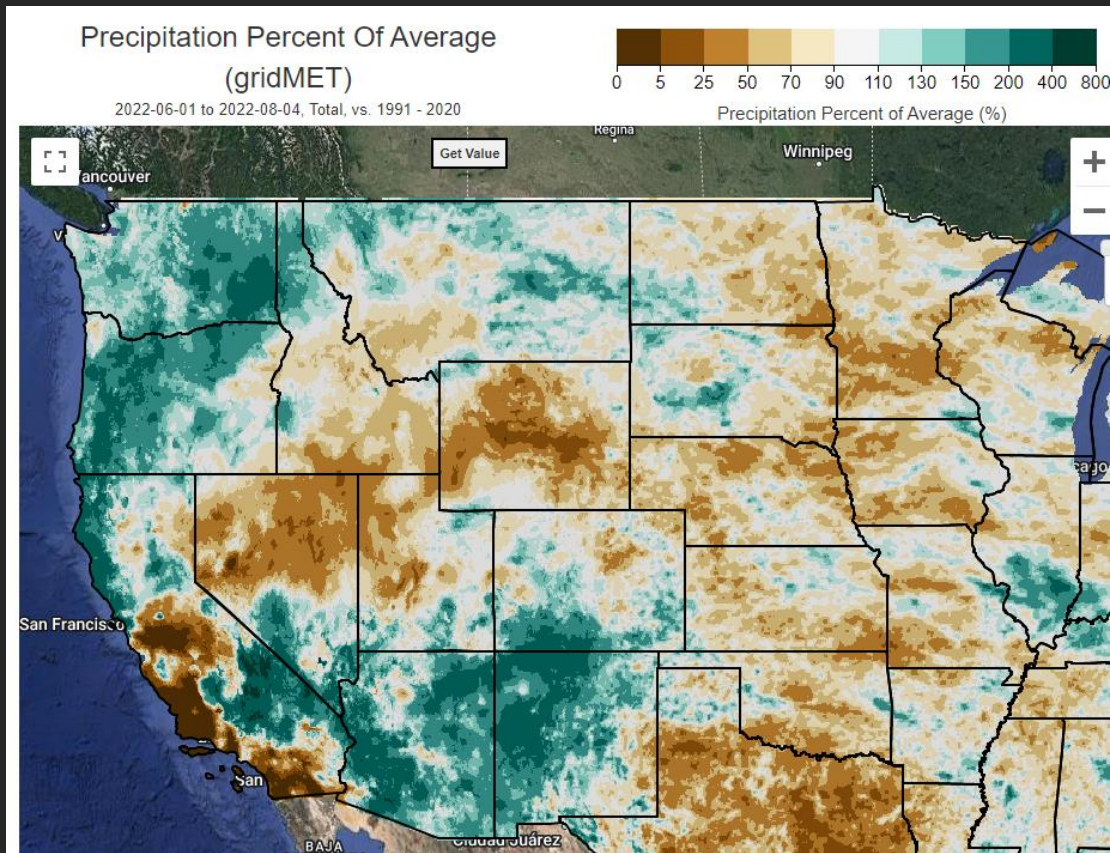 Precipitation Percent Of Average
(gridMET)
2022-06-01 to 2022-08-04, Total, vs. 1991 - 2020
0 5 25 50 70 90 110 130 150 200 400 800
Precipitation Percent of Average (%)
Get Value
Regina
Winnipeg
+
−
ancouver
V
cago
San Francisco
San
BAJA
Ciudad Juárez